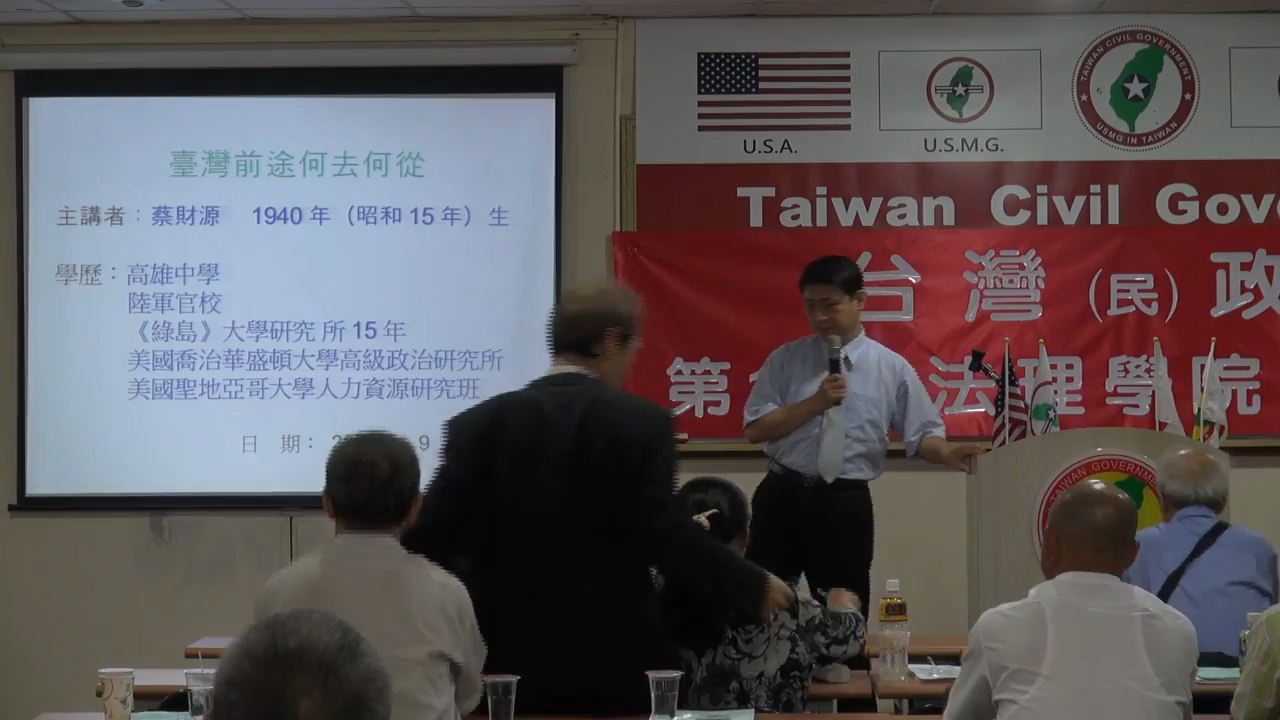 臺灣前途何去何從
主講者：蔡財源 1940 年（昭和 15 年）生
學歷：高雄中學
陸軍官校
《綠島》大學研究 所 15 年
美國喬治華盛頓大學高級政治研究所
美國聖地亞哥大學人力資源研究班
日 期： 9
U.S.A.
U.S.M.G.
TAIWAN CIVIL GOVERNMENT
USMG IN TAIWAN
Taiwan Civil Gov
台灣（民）政
第 法理學院
TAIWAN GOVERNMENT